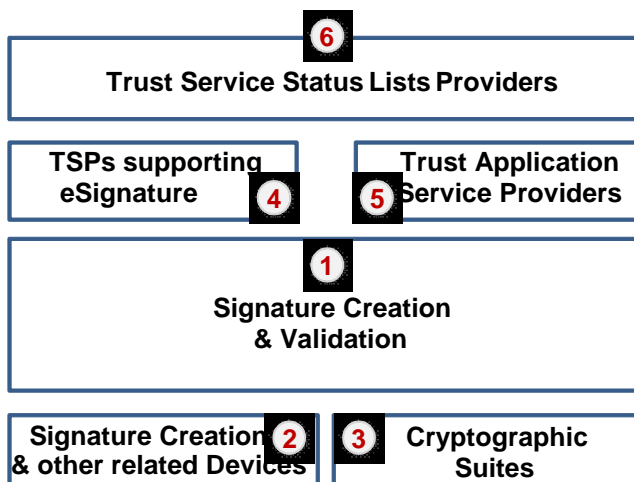 6
Trust Service Status Lists Providers
TSPs supporting
eSignature 4
Trust Application
5 Service Providers
1
Signature Creation
& Validation
Signature Creation 2
& other related Devices
3 Cryptographic
Suites